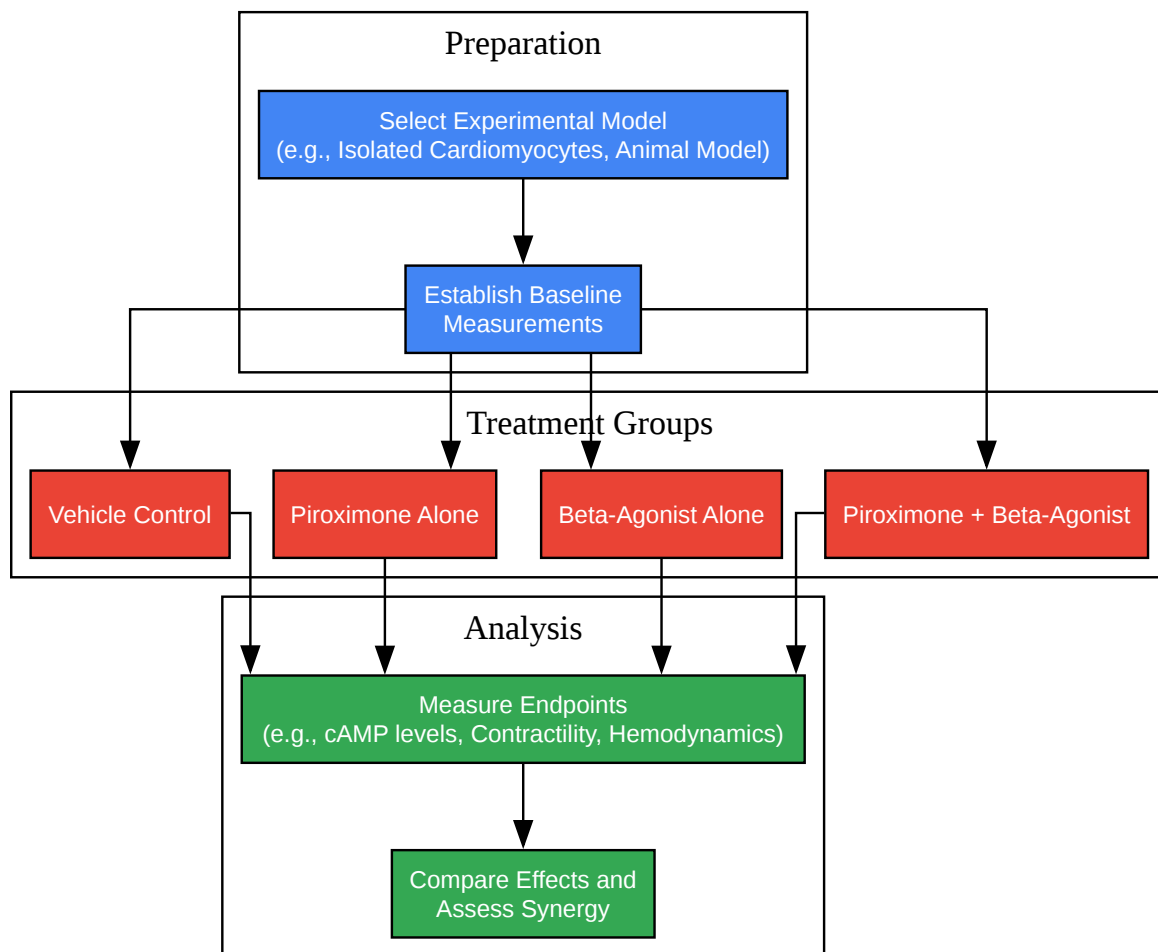 Preparation
Select Experimental Model
(e.g., Isolated Cardiomyocytes, Animal Model)
Establish Baseline
Measurements
Treatment Groups
Vehicle Control
Piroximone Alone
Beta-Agonist Alone
Piroximone + Beta-Agonist
Analysis
Measure Endpoints
(e.g., cAMP levels, Contractility, Hemodynamics)
Compare Effects and
Assess Synergy